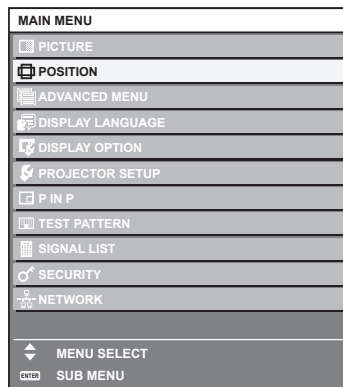 MAIN MENU
PICTURE
POSITION
ADVANCED MENU
DISPLAY LANGUAGE
DISPLAY OPTION
PROJECTOR SETUP
P IN P
TEST PATTERN
SIGNAL LIST
SECURITY
NETWORK
MENU SELECT
ENTER SUB MENU